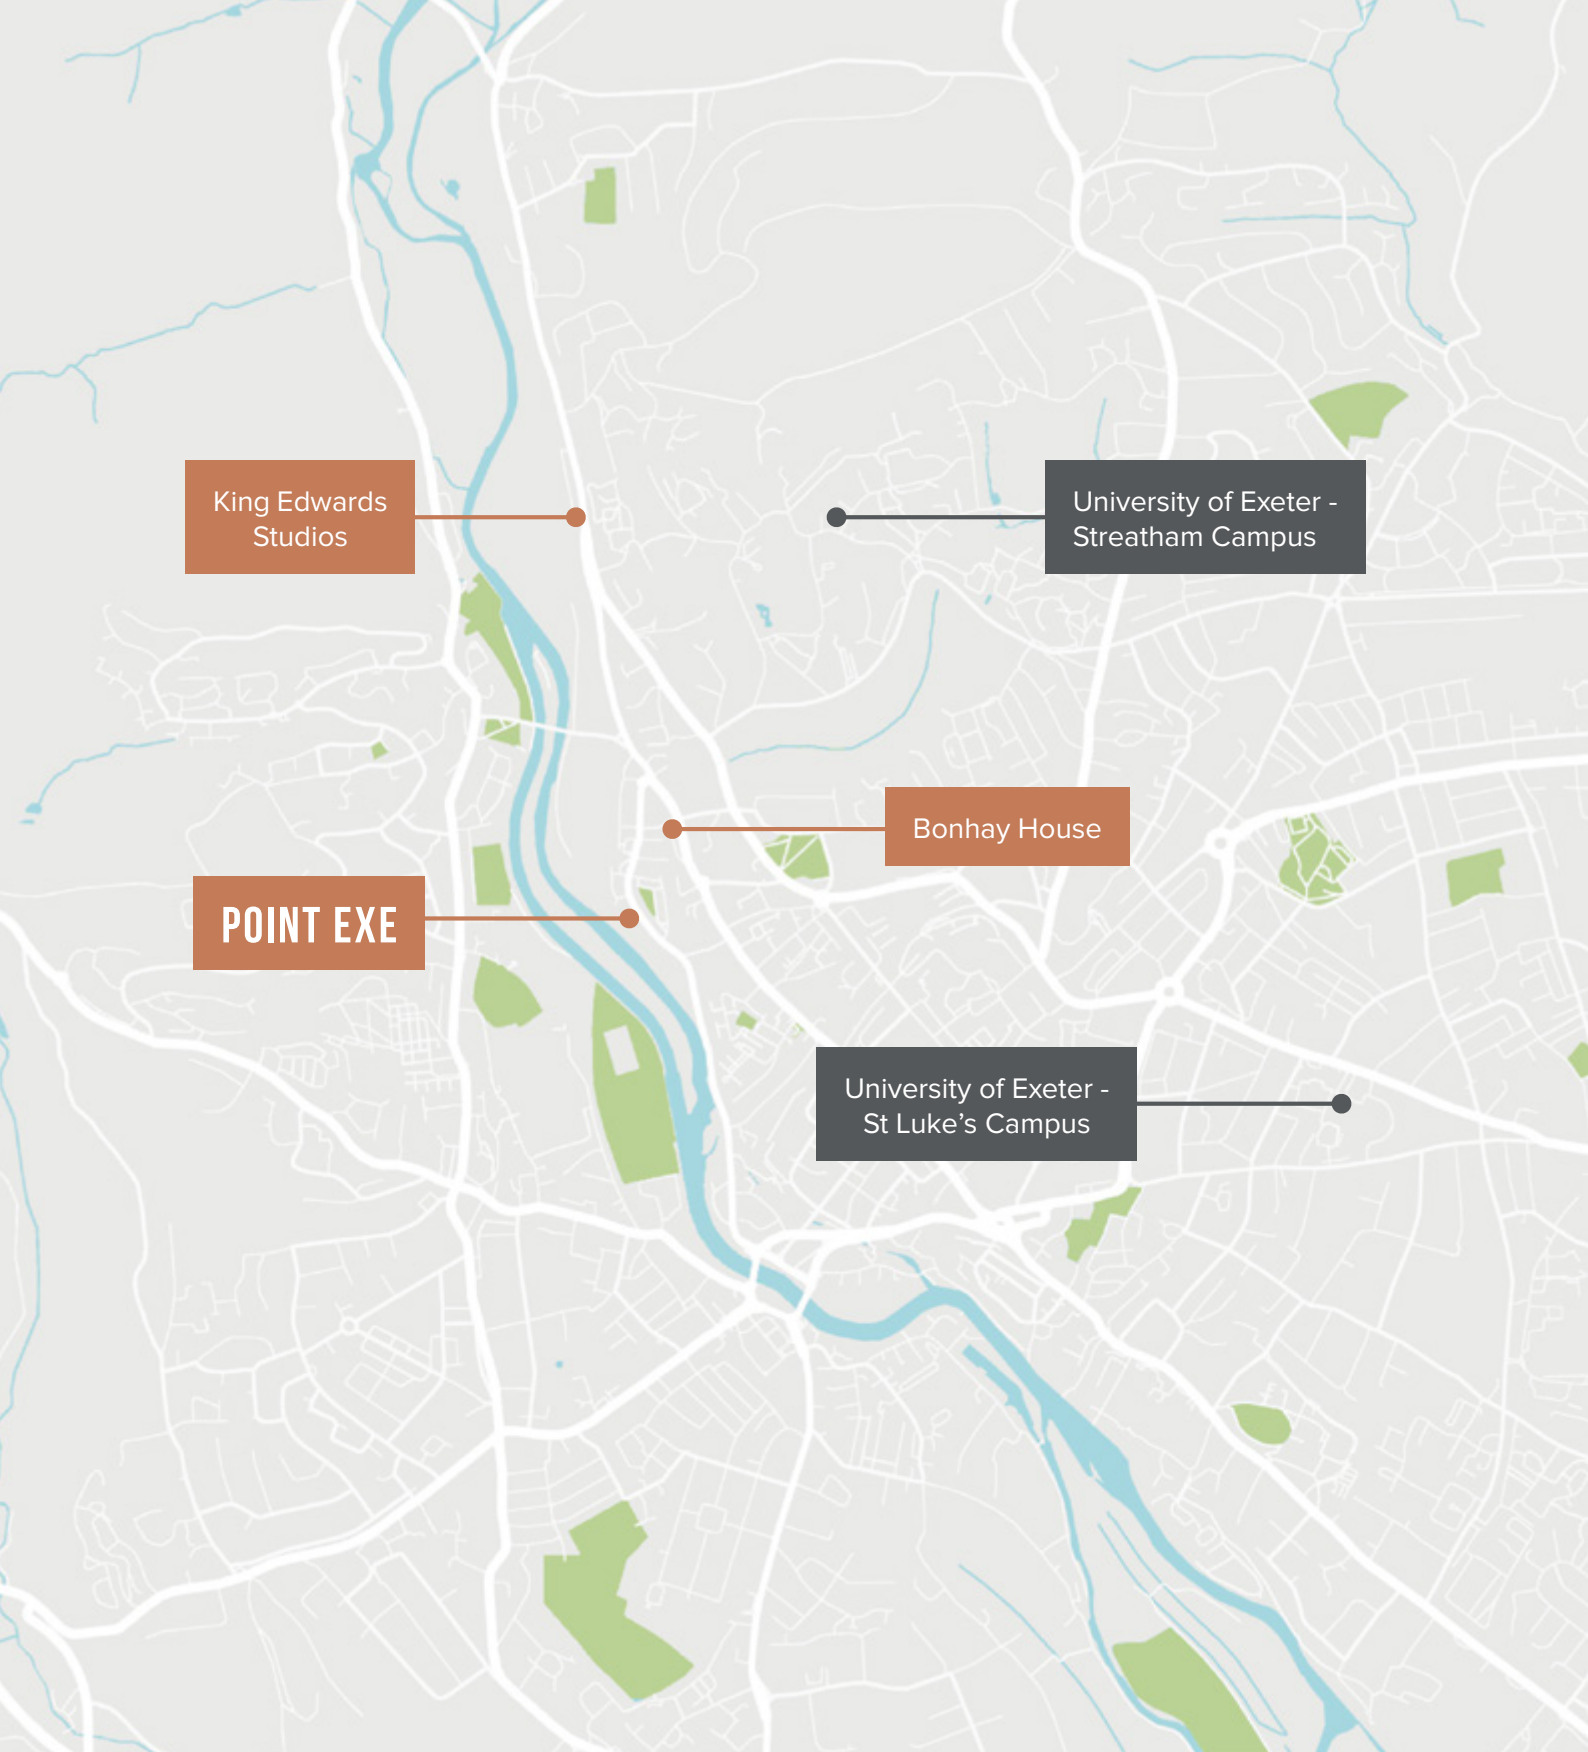 King Edwards
Studios
University of Exeter -
Streatham Campus
Bonhay House
POINT EXE
University of Exeter -
St Luke’s Campus